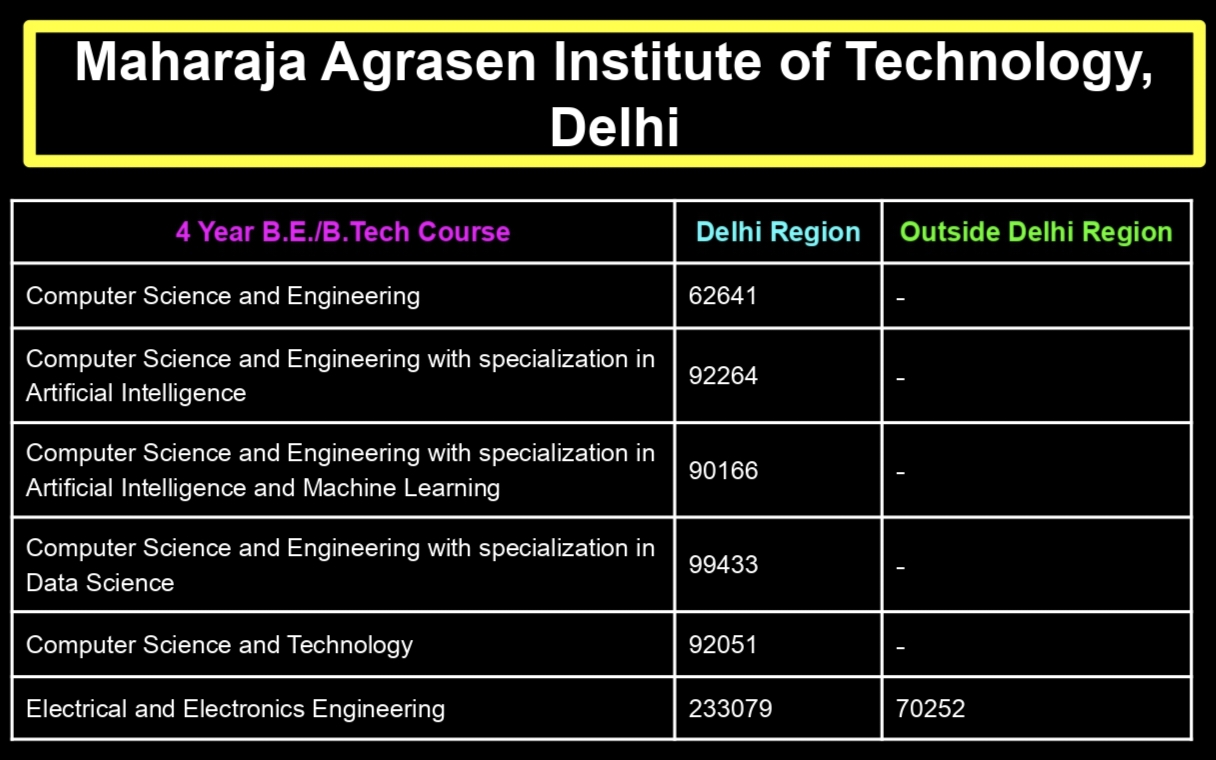 Maharaja Agrasen Institute of Technology,
Delhi
4 Year B.E./B.Tech Course Delhi Region Outside Delhi Region
Computer Science and Engineering 62641 -
Computer Science and Engineering with specialization in
Artificial Intelligence 92264 -
Computer Science and Engineering with specialization in
Artificial Intelligence and Machine Learning 90166 -
Computer Science and Engineering with specialization in
Data Science 99433 -
Computer Science and Technology 92051 -
Electrical and Electronics Engineering 233079 70252